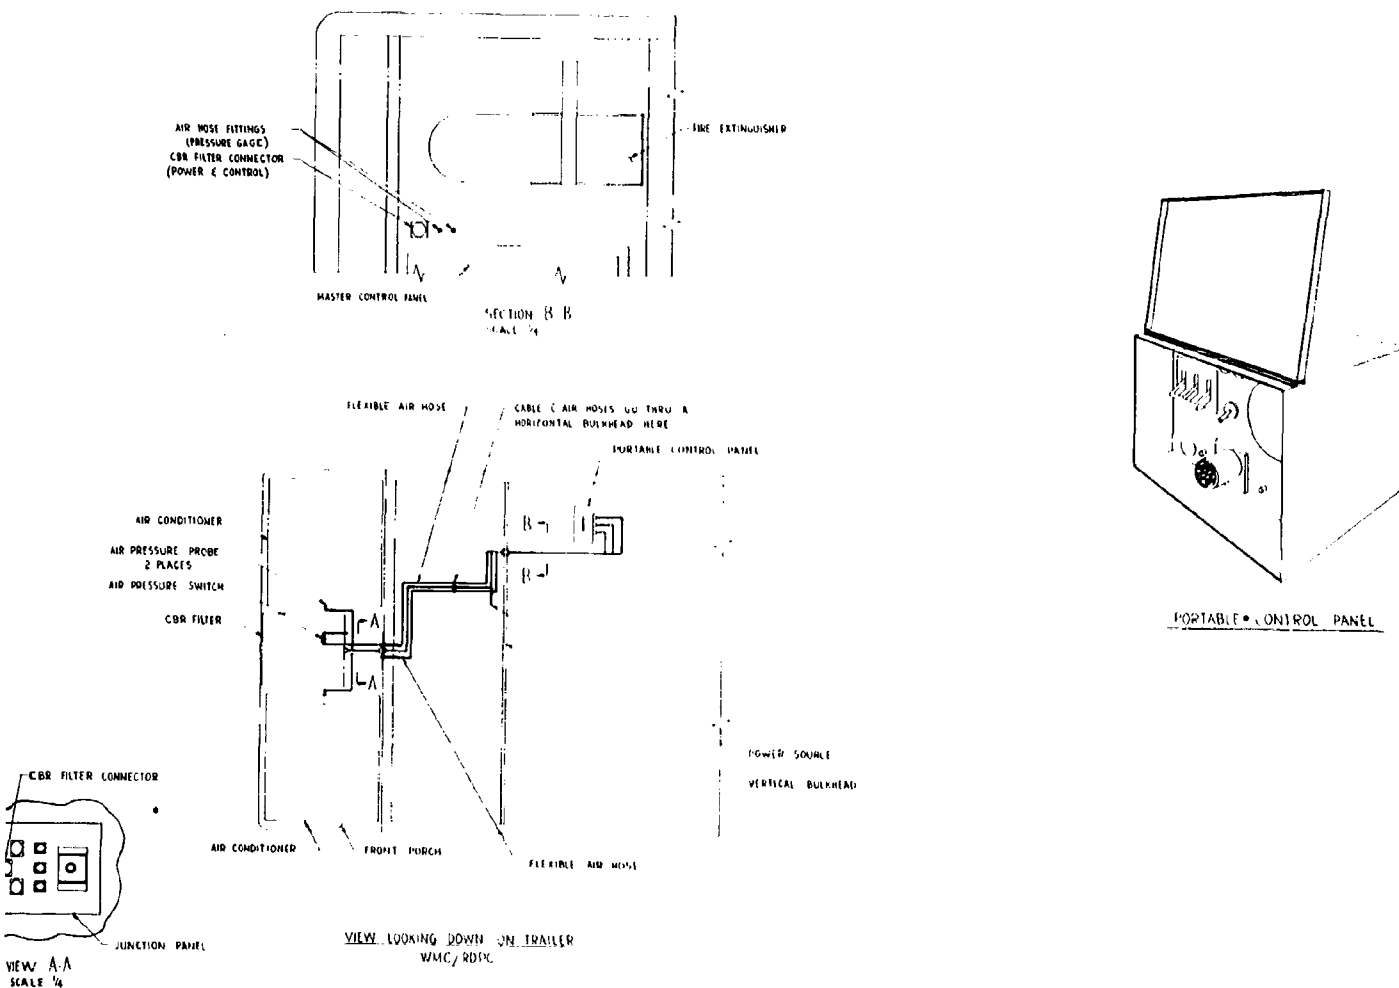 AIR HOSE FITTINGS
(PRESSURE GAGE)
CBR FILTER CONNECTOR
(POWER & CONTROL)
FIRE EXTINGUISHER
MASTER CONTROL PANEL
SECTION B-B
SCALE 1/4
FLEXIBLE AIR HOSE
CABLE & AIR HOSES GO THRU A
HORIZONTAL BULKHEAD HERE
PORTABLE CONTROL PANEL
AIR CONDITIONER
AIR PRESSURE PROBE
2 PLACES
AIR PRESSURE SWITCH
CBR FILTER
B
B
A
A
PORTABLE CONTROL PANEL
POWER SOURCE
VERTICAL BULKHEAD
CBR FILTER CONNECTOR
AIR CONDITIONER
FRONT PORCH
FLEXIBLE AIR HOSE
JUNCTION PANEL
VIEW A-A
SCALE 1/4
VIEW LOOKING DOWN ON TRAILER
WMC/RDPC